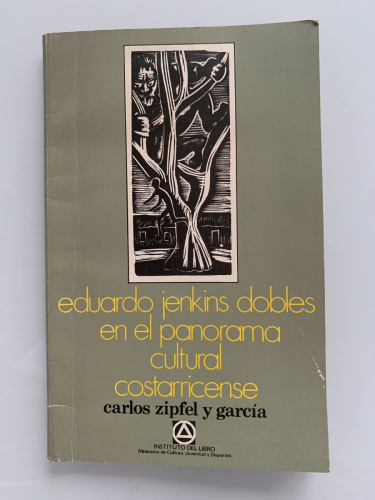 eduardo jenkins dobles
en el panorama
cultural
costarricense
carlos zipfel y garcía
INSTITUTO DEL LIBRO
Ministerio de Cultura, Juventud y Deportes